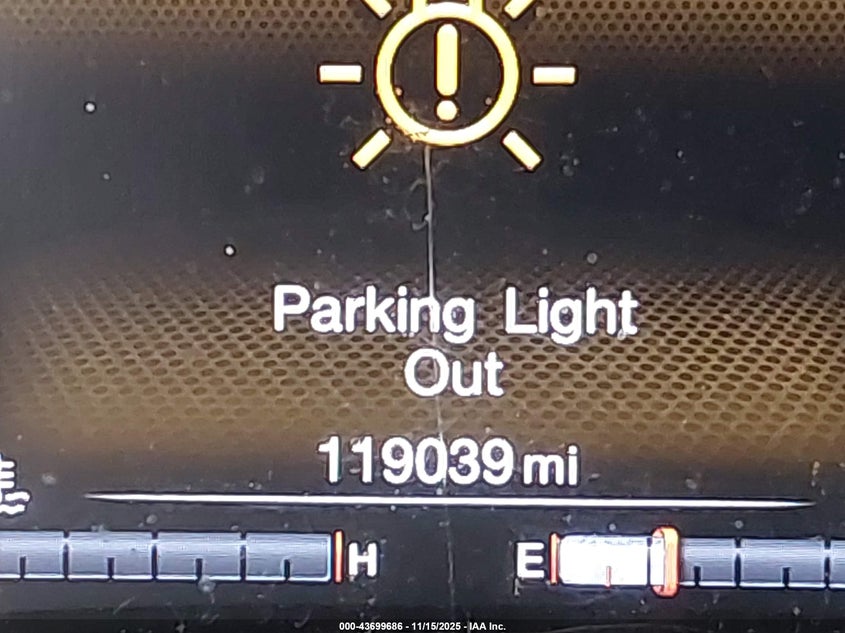 Parking Light
Out
119039 mi
H E
000-43699686 - 11/15/2025 - IAA Inc.